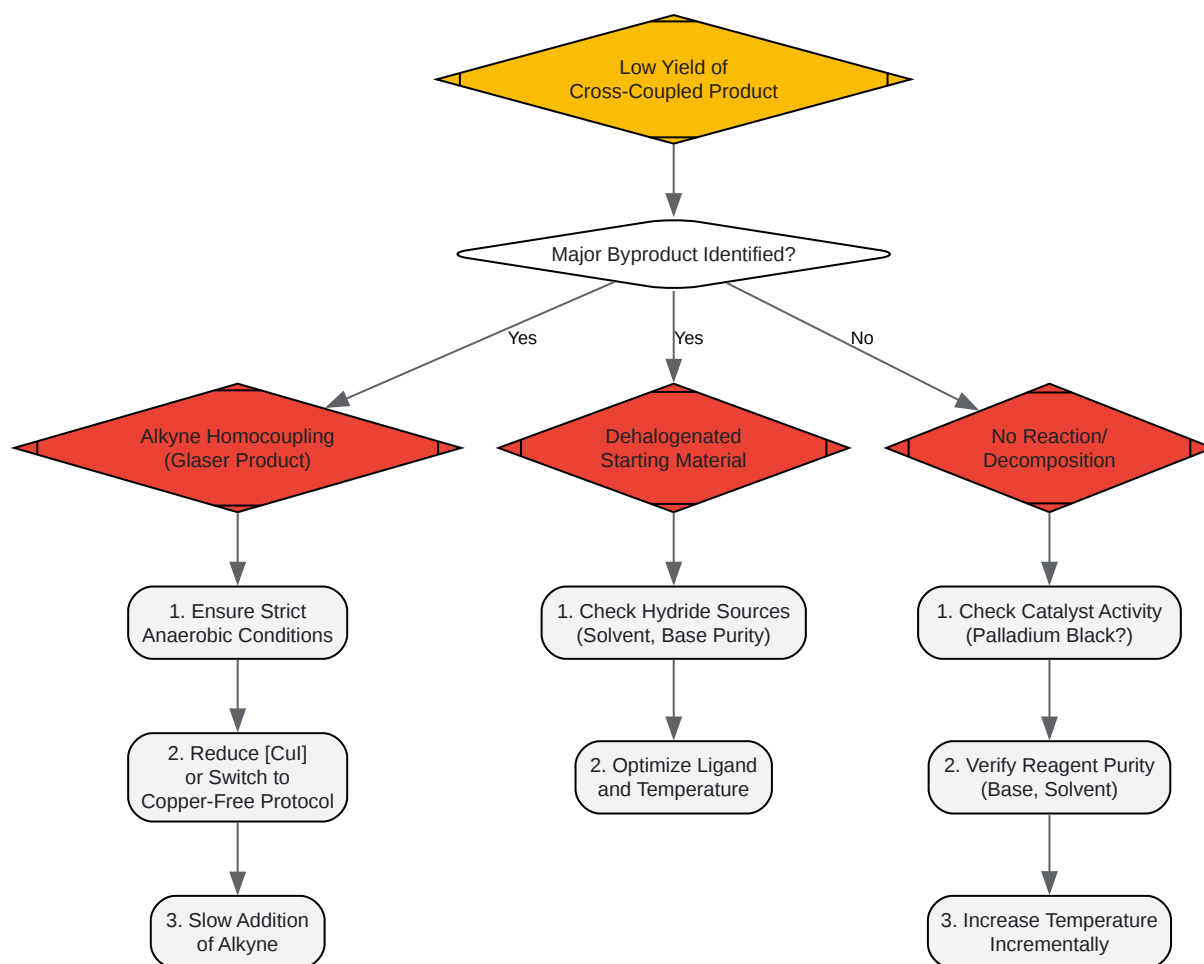 Low Yield of
Cross-Coupled Product
Major Byproduct Identified?
Yes
Yes
No
Alkyne Homocoupling
(Glaser Product)
Dehalogenated
Starting Material
No Reaction/
Decomposition
1. Ensure Strict
Anaerobic Conditions
1. Check Hydride Sources
(Solvent, Base Purity)
1. Check Catalyst Activity
(Palladium Black?)
2. Reduce [CuI]
or Switch to
Copper-Free Protocol
2. Optimize Ligand
and Temperature
2. Verify Reagent Purity
(Base, Solvent)
3. Slow Addition
of Alkyne
3. Increase Temperature
Incrementally